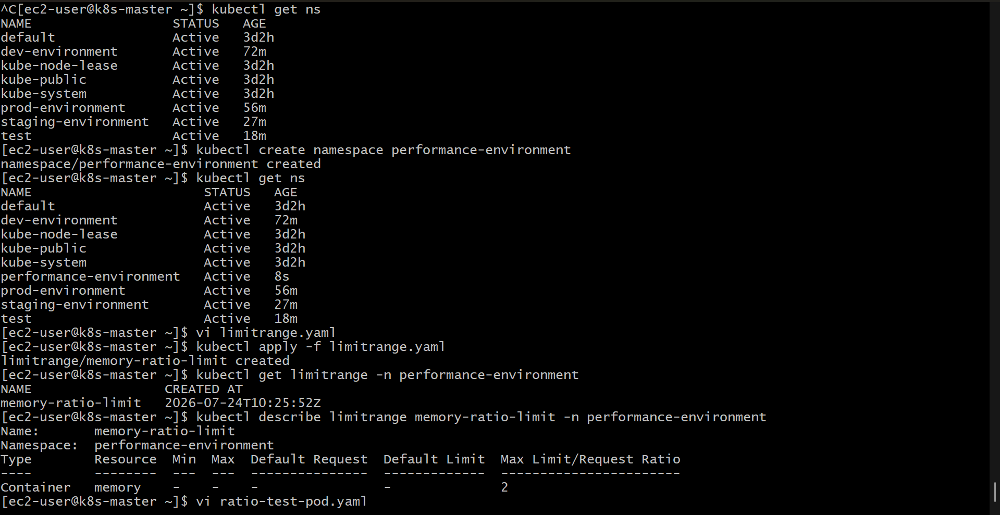 ^C[ec2-user@k8s-master ~]$ kubectl get ns
NAME                  STATUS   AGE
default               Active   3d2h
dev-environment       Active   72m
kube-node-lease       Active   3d2h
kube-public           Active   3d2h
kube-system           Active   3d2h
prod-environment      Active   56m
staging-environment   Active   27m
test                  Active   18m
[ec2-user@k8s-master ~]$ kubectl create namespace performance-environment
namespace/performance-environment created
[ec2-user@k8s-master ~]$ kubectl get ns
NAME                      STATUS   AGE
default                   Active   3d2h
dev-environment           Active   72m
kube-node-lease           Active   3d2h
kube-public               Active   3d2h
kube-system               Active   3d2h
performance-environment   Active   8s
prod-environment          Active   56m
staging-environment       Active   27m
test                      Active   18m
[ec2-user@k8s-master ~]$ vi limitrange.yaml
[ec2-user@k8s-master ~]$ kubectl apply -f limitrange.yaml
limitrange/memory-ratio-limit created
[ec2-user@k8s-master ~]$ kubectl get limitrange -n performance-environment
NAME                 CREATED AT
memory-ratio-limit   2026-07-24T10:25:52Z
[ec2-user@k8s-master ~]$ kubectl describe limitrange memory-ratio-limit -n performance-environment
Name:       memory-ratio-limit
Namespace:  performance-environment
Type        Resource  Min  Max  Default Request  Default Limit  Max Limit/Request Ratio
----        --------  ---  ---  ---------------  -------------  -----------------------
Container   memory    -    -    -                -              2
[ec2-user@k8s-master ~]$ vi ratio-test-pod.yaml